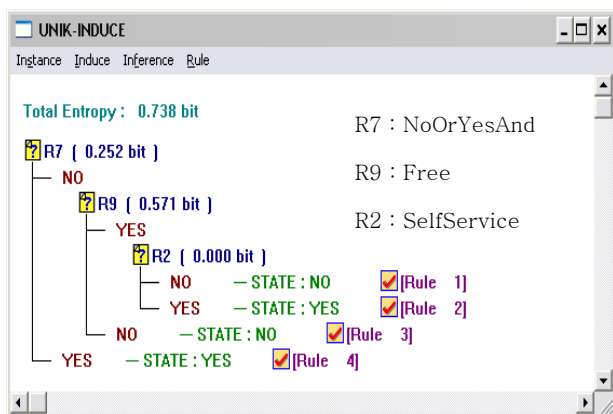 UNIK-INDUCE
Instance Induce Inference Rule
Total Entropy : 0.738 bit
R7 : NoOrYesAnd
R7 ( 0.252 bit )
NO
R9 : Free
R9 ( 0.571 bit )
YES
R2 : SelfService
R2 ( 0.000 bit )
NO – STATE : NO [Rule 1]
YES – STATE : YES [Rule 2]
NO – STATE : NO [Rule 3]
YES – STATE : YES [Rule 4]